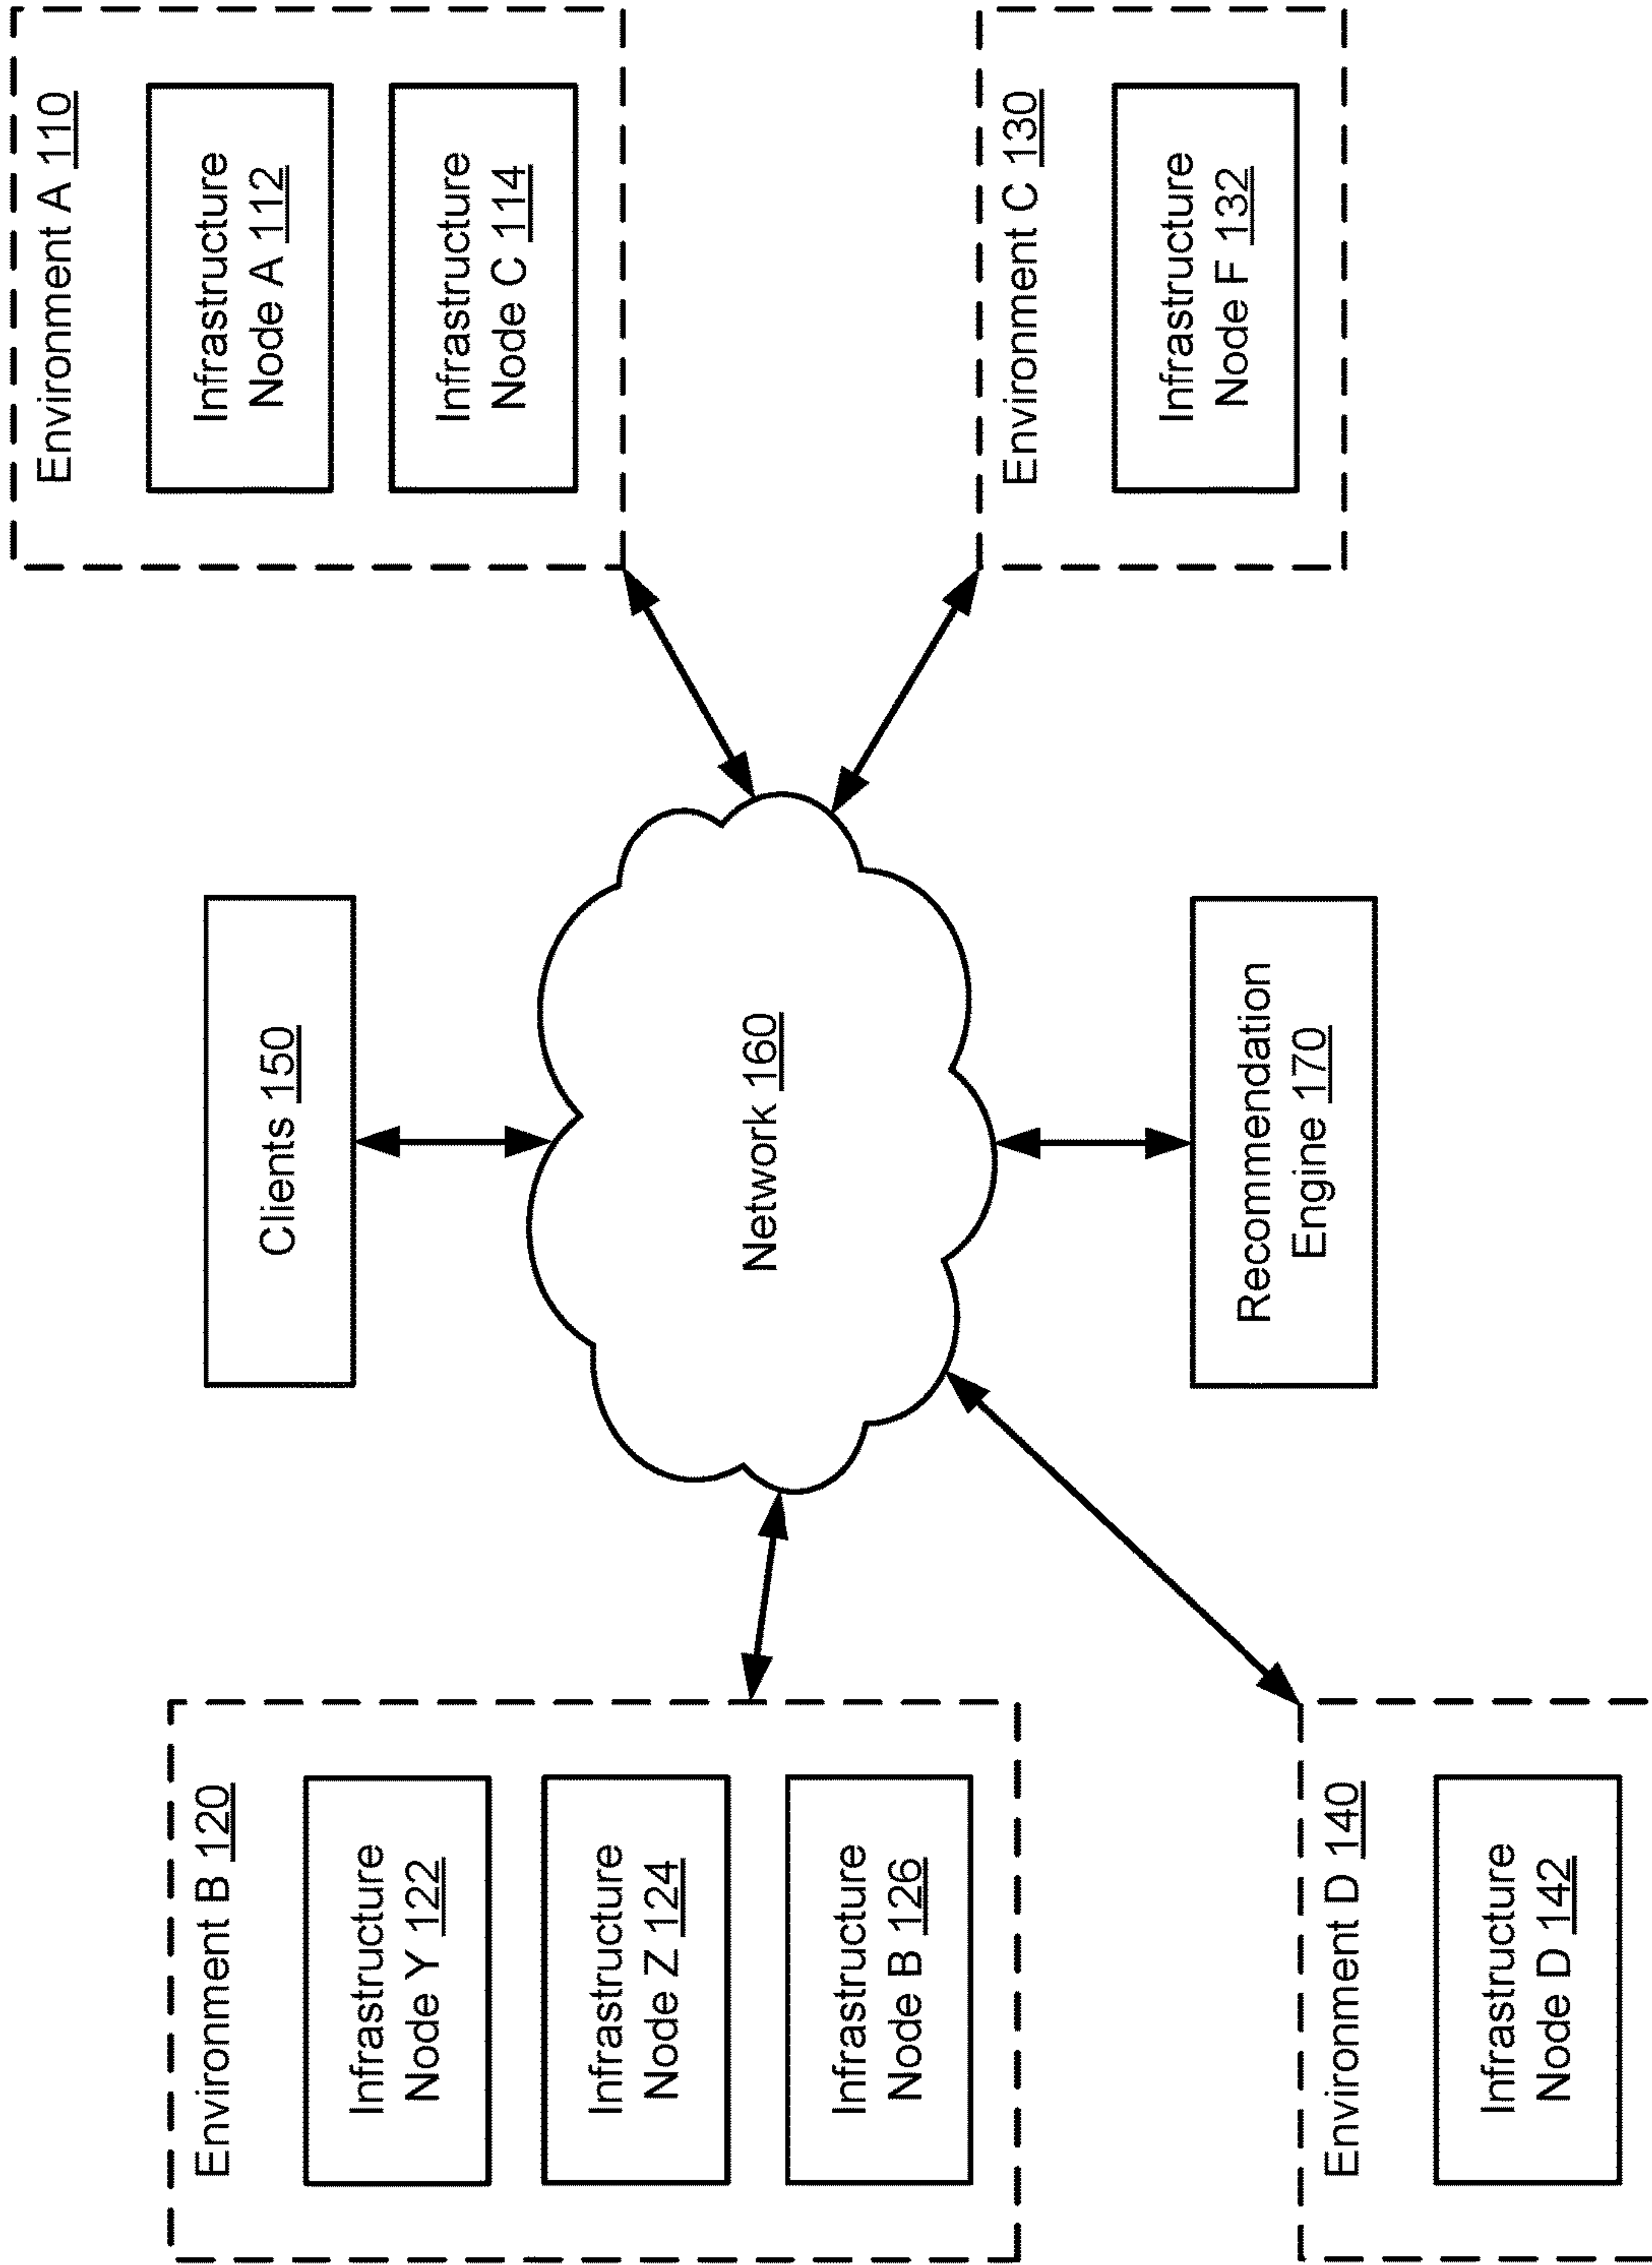 Environment B 120
Infrastructure
Node Y 122
Infrastructure
Node Z 124
Infrastructure
Node B 126
Environment D 140
Infrastructure
Node D 142
Clients 150
Network 160
Recommendation
Engine 170
Environment A 110
Infrastructure
Node A 112
Infrastructure
Node C 114
Environment C 130
Infrastructure
Node F 132